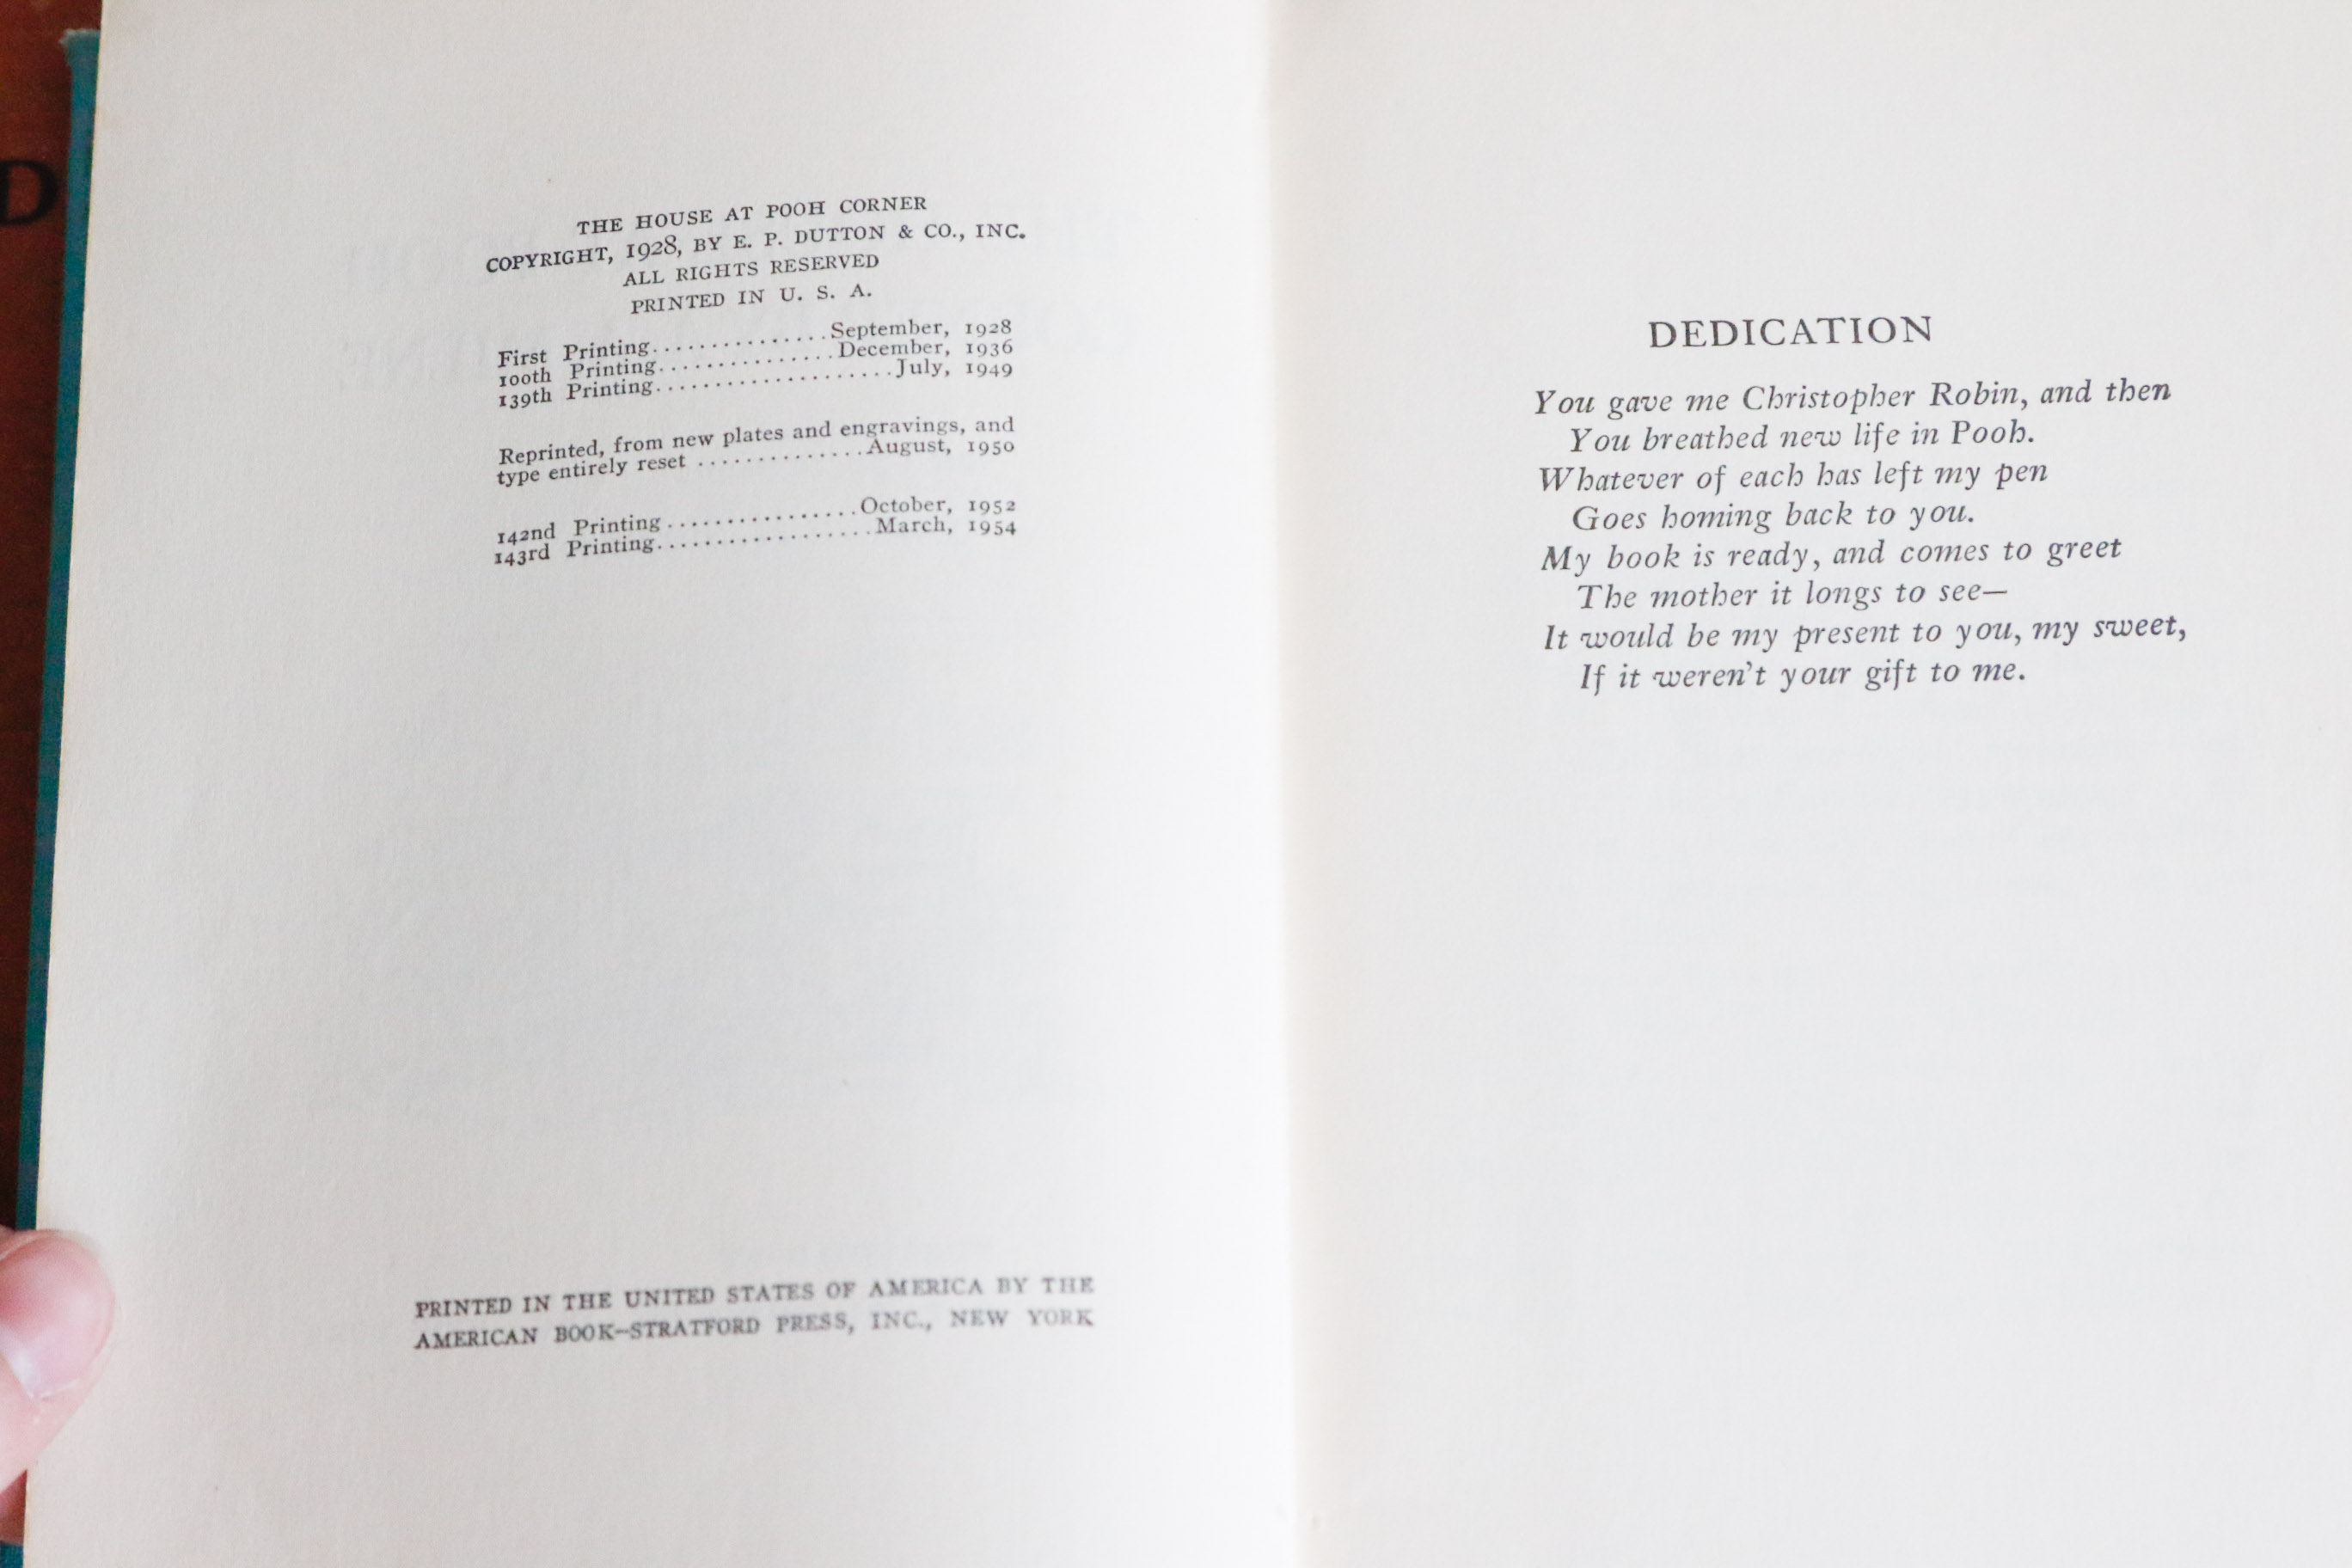 D
THE HOUSE AT POOH CORNER
COPYRIGHT, 1928, BY E. P. DUTTON & CO., INC.
ALL RIGHTS RESERVED
PRINTED IN U. S. A.
First Printing...............September, 1928
100th Printing...............December, 1936
139th Printing....................July, 1949
Reprinted, from new plates and engravings, and
type entirely reset ..............August, 1950
142nd Printing................October, 1952
143rd Printing..................March, 1954
PRINTED IN THE UNITED STATES OF AMERICA BY THE
AMERICAN BOOK–STRATFORD PRESS, INC., NEW YORK
DEDICATION
You gave me Christopher Robin, and then
You breathed new life in Pooh.
Whatever of each has left my pen
Goes homing back to you.
My book is ready, and comes to greet
The mother it longs to see—
It would be my present to you, my sweet,
If it weren't your gift to me.